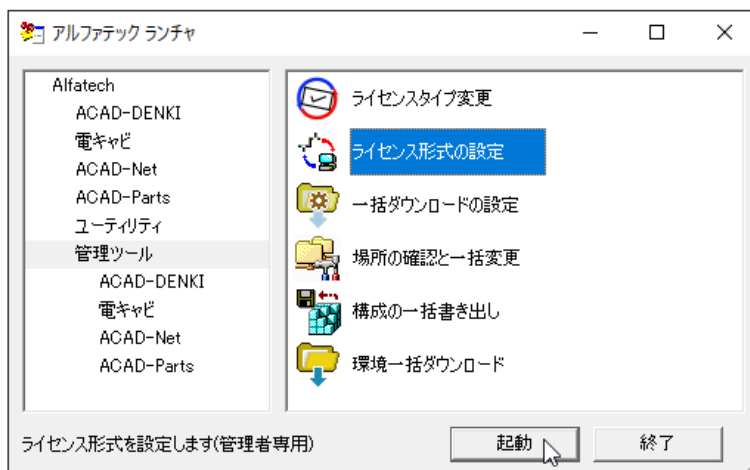 アルファテック ランチャ
Alfatech
ACAD-DENKI
電キャビ
ACAD-Net
ACAD-Parts
ユーティリティ
管理ツール
ACAD-DENKI
電キャビ
ACAD-Net
ACAD-Parts
ライセンスタイプ変更
ライセンス形式の設定
一括ダウンロードの設定
場所の確認と一括変更
構成の一括書き出し
環境一括ダウンロード
ライセンス形式を設定します(管理者専用)
起動
終了